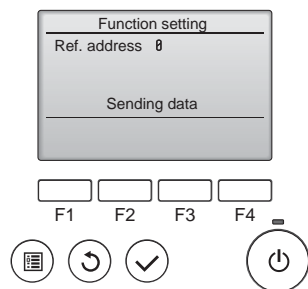 Function setting
Ref. address 0
Sending data
F1 F2 F3 F4